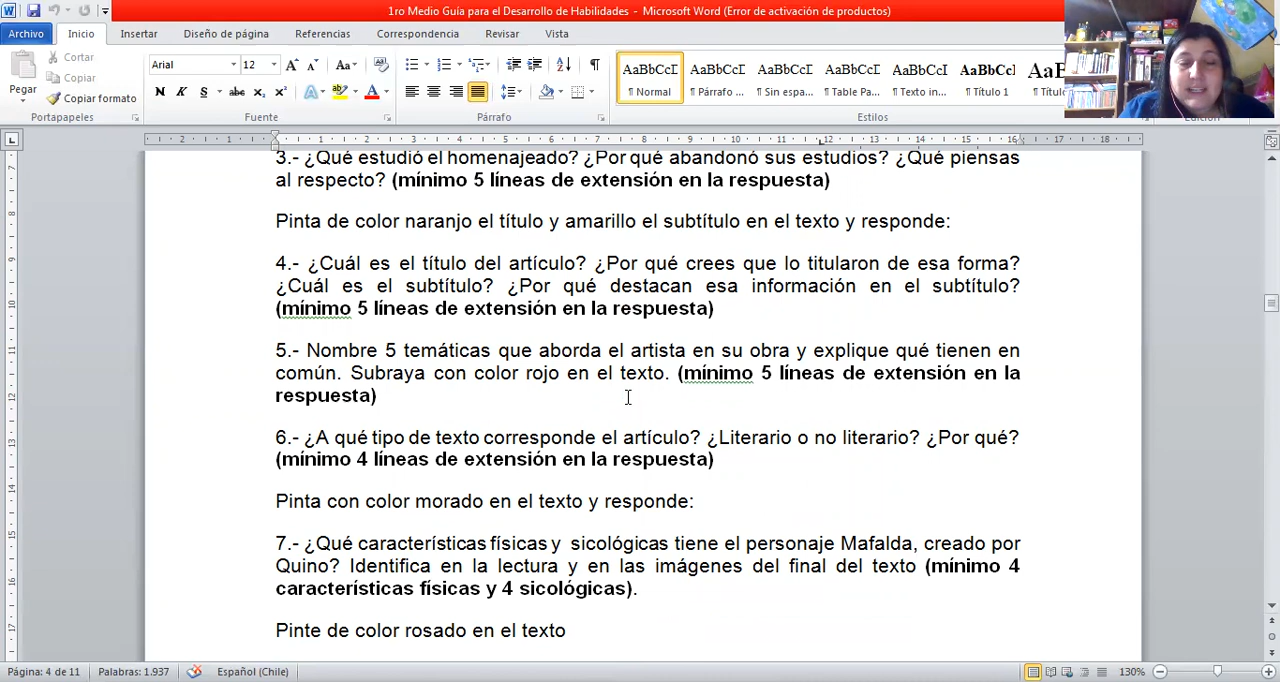 1ro Medio Guía para el Desarrollo de Habilidades - Microsoft Word (Error de activación de productos)
Archivo Inicio Insertar Diseño de página Referencias Correspondencia Revisar Vista
Cortar
Copiar
Pegar Copiar formato
Portapapeles
Arial 12
Fuente
Párrafo
AaBbCcI AaBbCcI AaBbCcI AaBbCcI AaBbCcI AaBbCc AaB
¶ Normal ¶ Párrafo ... ¶ Sin espa... ¶ Table Pa... ¶ Texto in... ¶ Título 1 ¶ Título
Estilos
3.- ¿Qué estudió el homenajeado? ¿Por qué abandonó sus estudios? ¿Qué piensas
al respecto? (mínimo 5 líneas de extensión en la respuesta)
Pinta de color naranjo el título y amarillo el subtítulo en el texto y responde:
4.- ¿Cuál es el título del artículo? ¿Por qué crees que lo titularon de esa forma?
¿Cuál es el subtítulo? ¿Por qué destacan esa información en el subtítulo?
(mínimo 5 líneas de extensión en la respuesta)
5.- Nombre 5 temáticas que aborda el artista en su obra y explique qué tienen en
común. Subraya con color rojo en el texto. (mínimo 5 líneas de extensión en la
respuesta)
6.- ¿A qué tipo de texto corresponde el artículo? ¿Literario o no literario? ¿Por qué?
(mínimo 4 líneas de extensión en la respuesta)
Pinta con color morado en el texto y responde:
7.- ¿Qué características físicas y sicológicas tiene el personaje Mafalda, creado por
Quino? Identifica en la lectura y en las imágenes del final del texto (mínimo 4
características físicas y 4 sicológicas).
Pinte de color rosado en el texto
Página: 4 de 11 Palabras: 1.937 Español (Chile) 130%